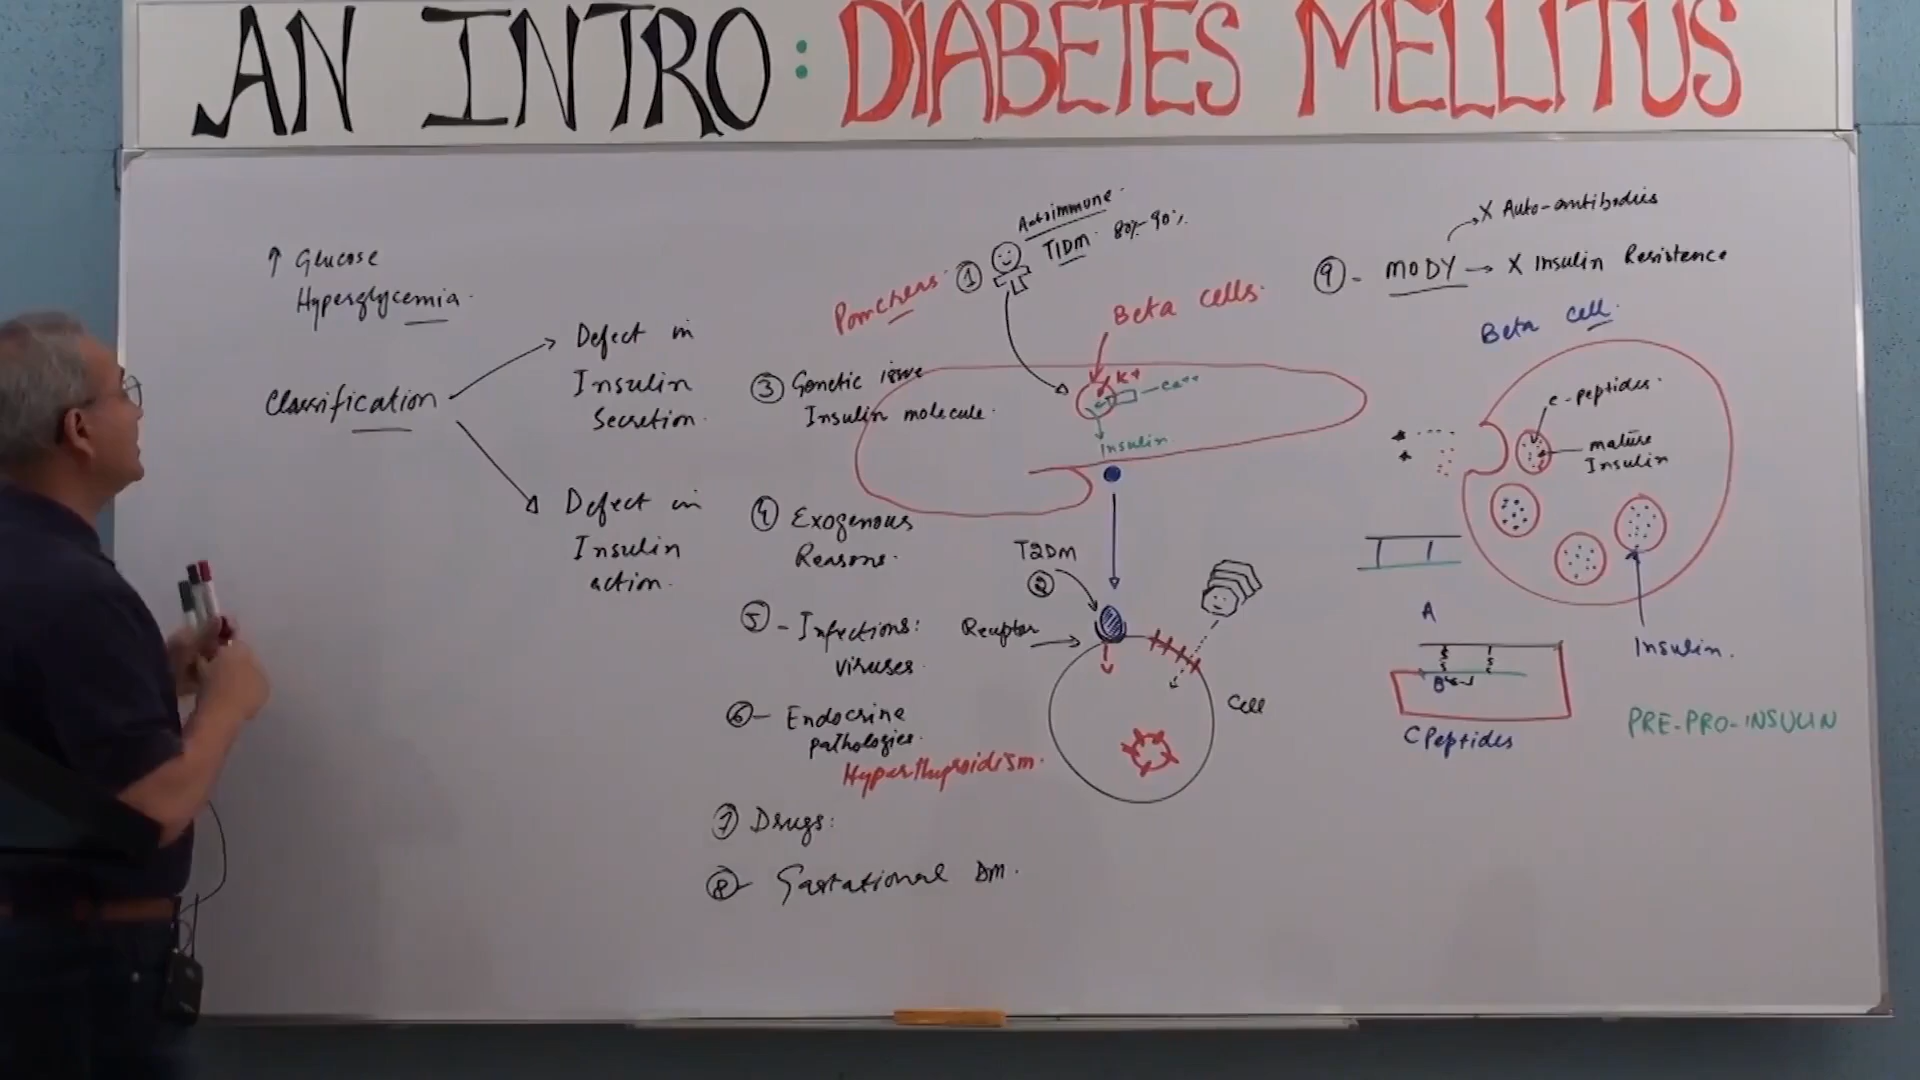 AN INTRO: DIABETES MELLITUS
↑ Glucose
Hyperglycemia.
Classification
Defect in
Insulin
Secretion.
Defect in
Insulin
action.
Pancreas.
① Autoimmune.
T1DM. 80%-90%.
Beta cells.
③ Genetic issue
Insulin molecule.
K+
Ca++
Insulin
④ Exogenous
Reasons.
T2DM
②
Receptor
Cell
⑤ - Infections:
viruses.
⑥ - Endocrine
pathologies.
Hyperthyroidism.
⑦ Drugs:
⑧ - Gastational DM.
⑨ - MODY → X Insulin Resistence
X Auto-antibodies
Beta cell.
c-peptides.
mature
Insulin
Insulin.
A
C Peptides
PRE-PRO-INSULIN